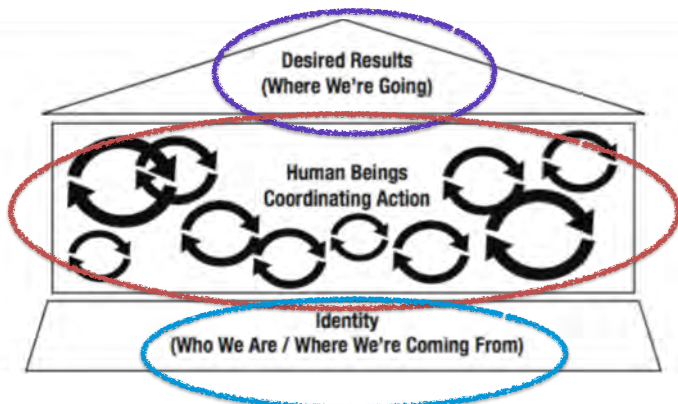 Desired Results
(Where We're Going)
Human Beings
Coordinating Action
Identity
(Who We Are / Where We're Coming From)